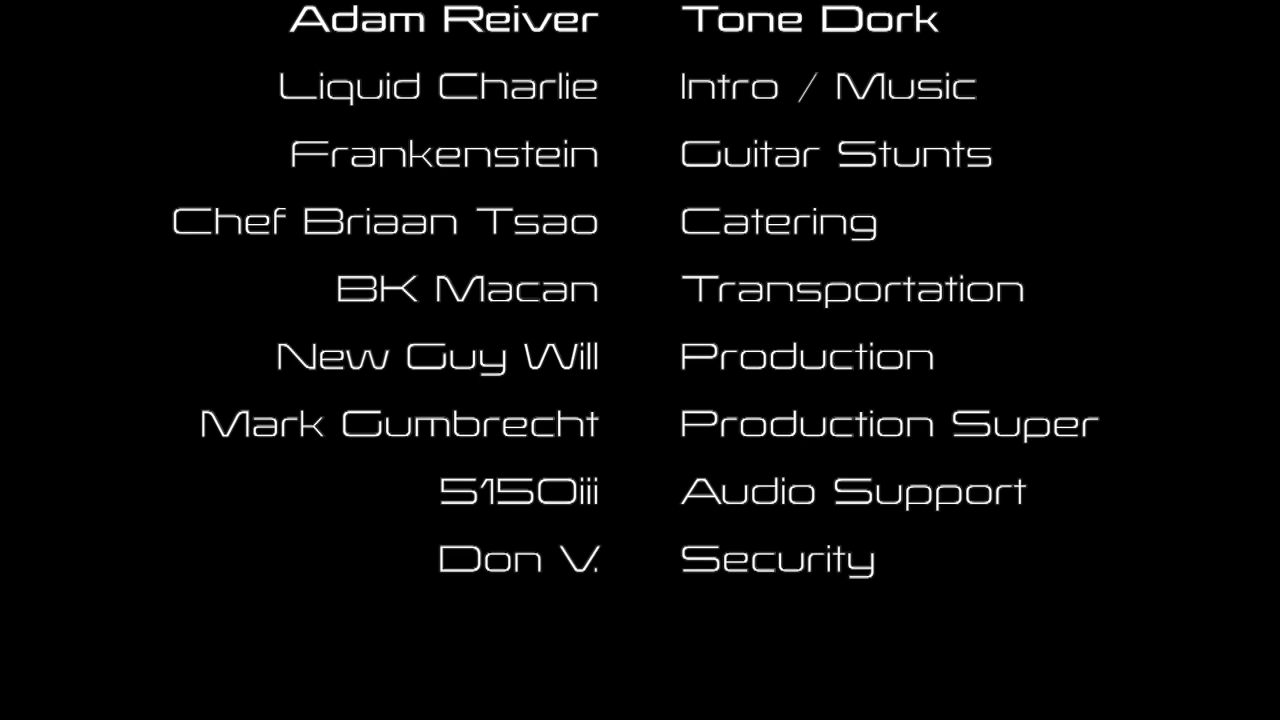 Adam Reiver Tone Dork
Liquid Charlie Intro / Music
Frankenstein Guitar Stunts
Chef Briaan Tsao Catering
BK Macan Transportation
New Guy Will Production
Mark Gumbrecht Production Super
5150iii Audio Support
Don V. Security